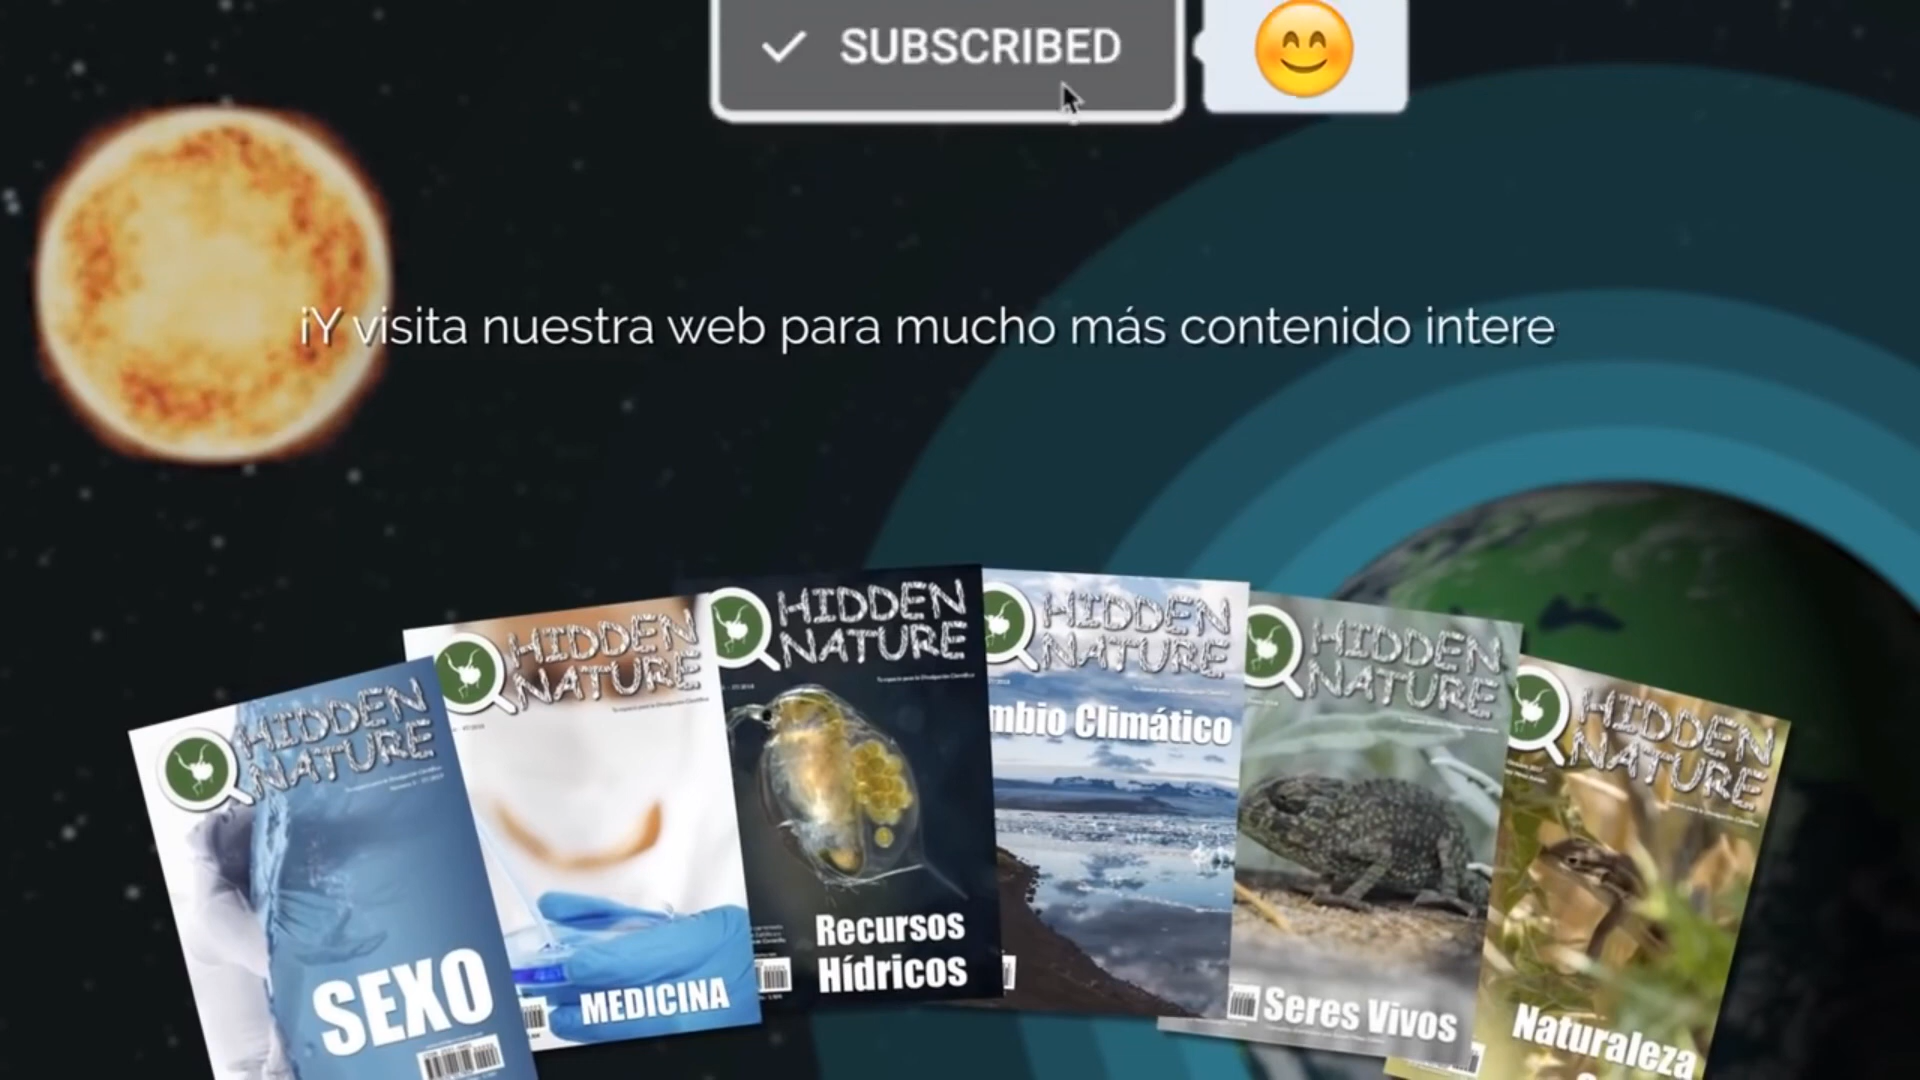 SUBSCRIBED
¡Y visita nuestra web para mucho más contenido intere
HIDDEN
NATURE
SEXO
HIDDEN
NATURE
MEDICINA
HIDDEN
NATURE
Recursos
Hídricos
HIDDEN
NATURE
mbio Climático
HIDDEN
NATURE
Seres Vivos
HIDDEN
NATURE
Naturaleza